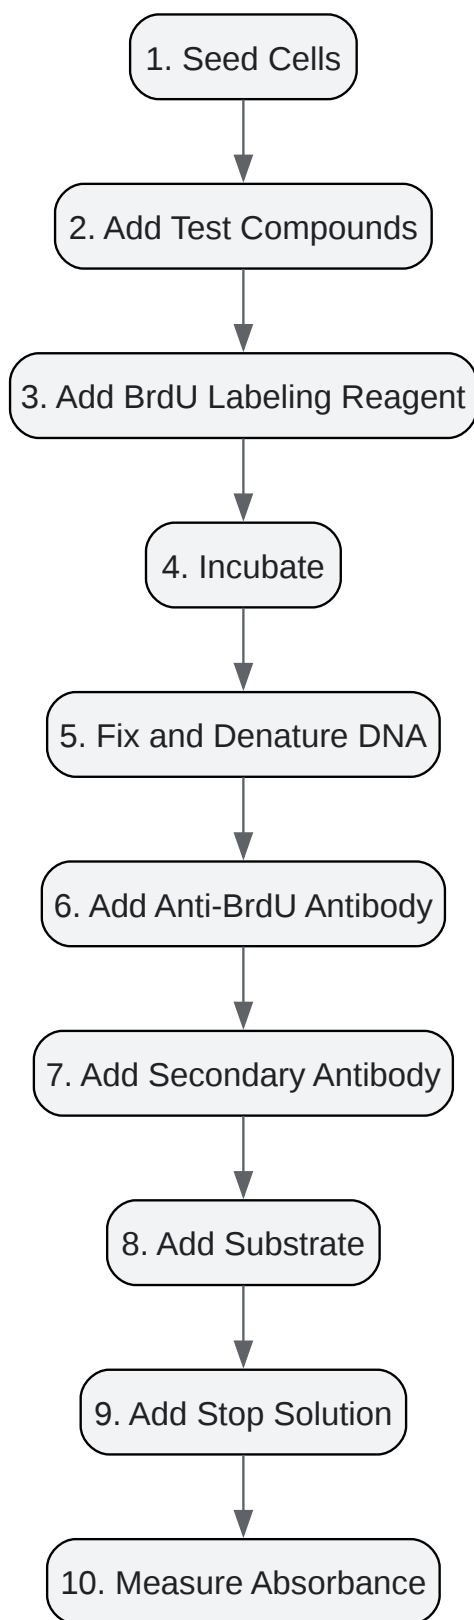 1. Seed Cells
2. Add Test Compounds
3. Add BrdU Labeling Reagent
4. Incubate
5. Fix and Denature DNA
6. Add Anti-BrdU Antibody
7. Add Secondary Antibody
8. Add Substrate
9. Add Stop Solution
10. Measure Absorbance